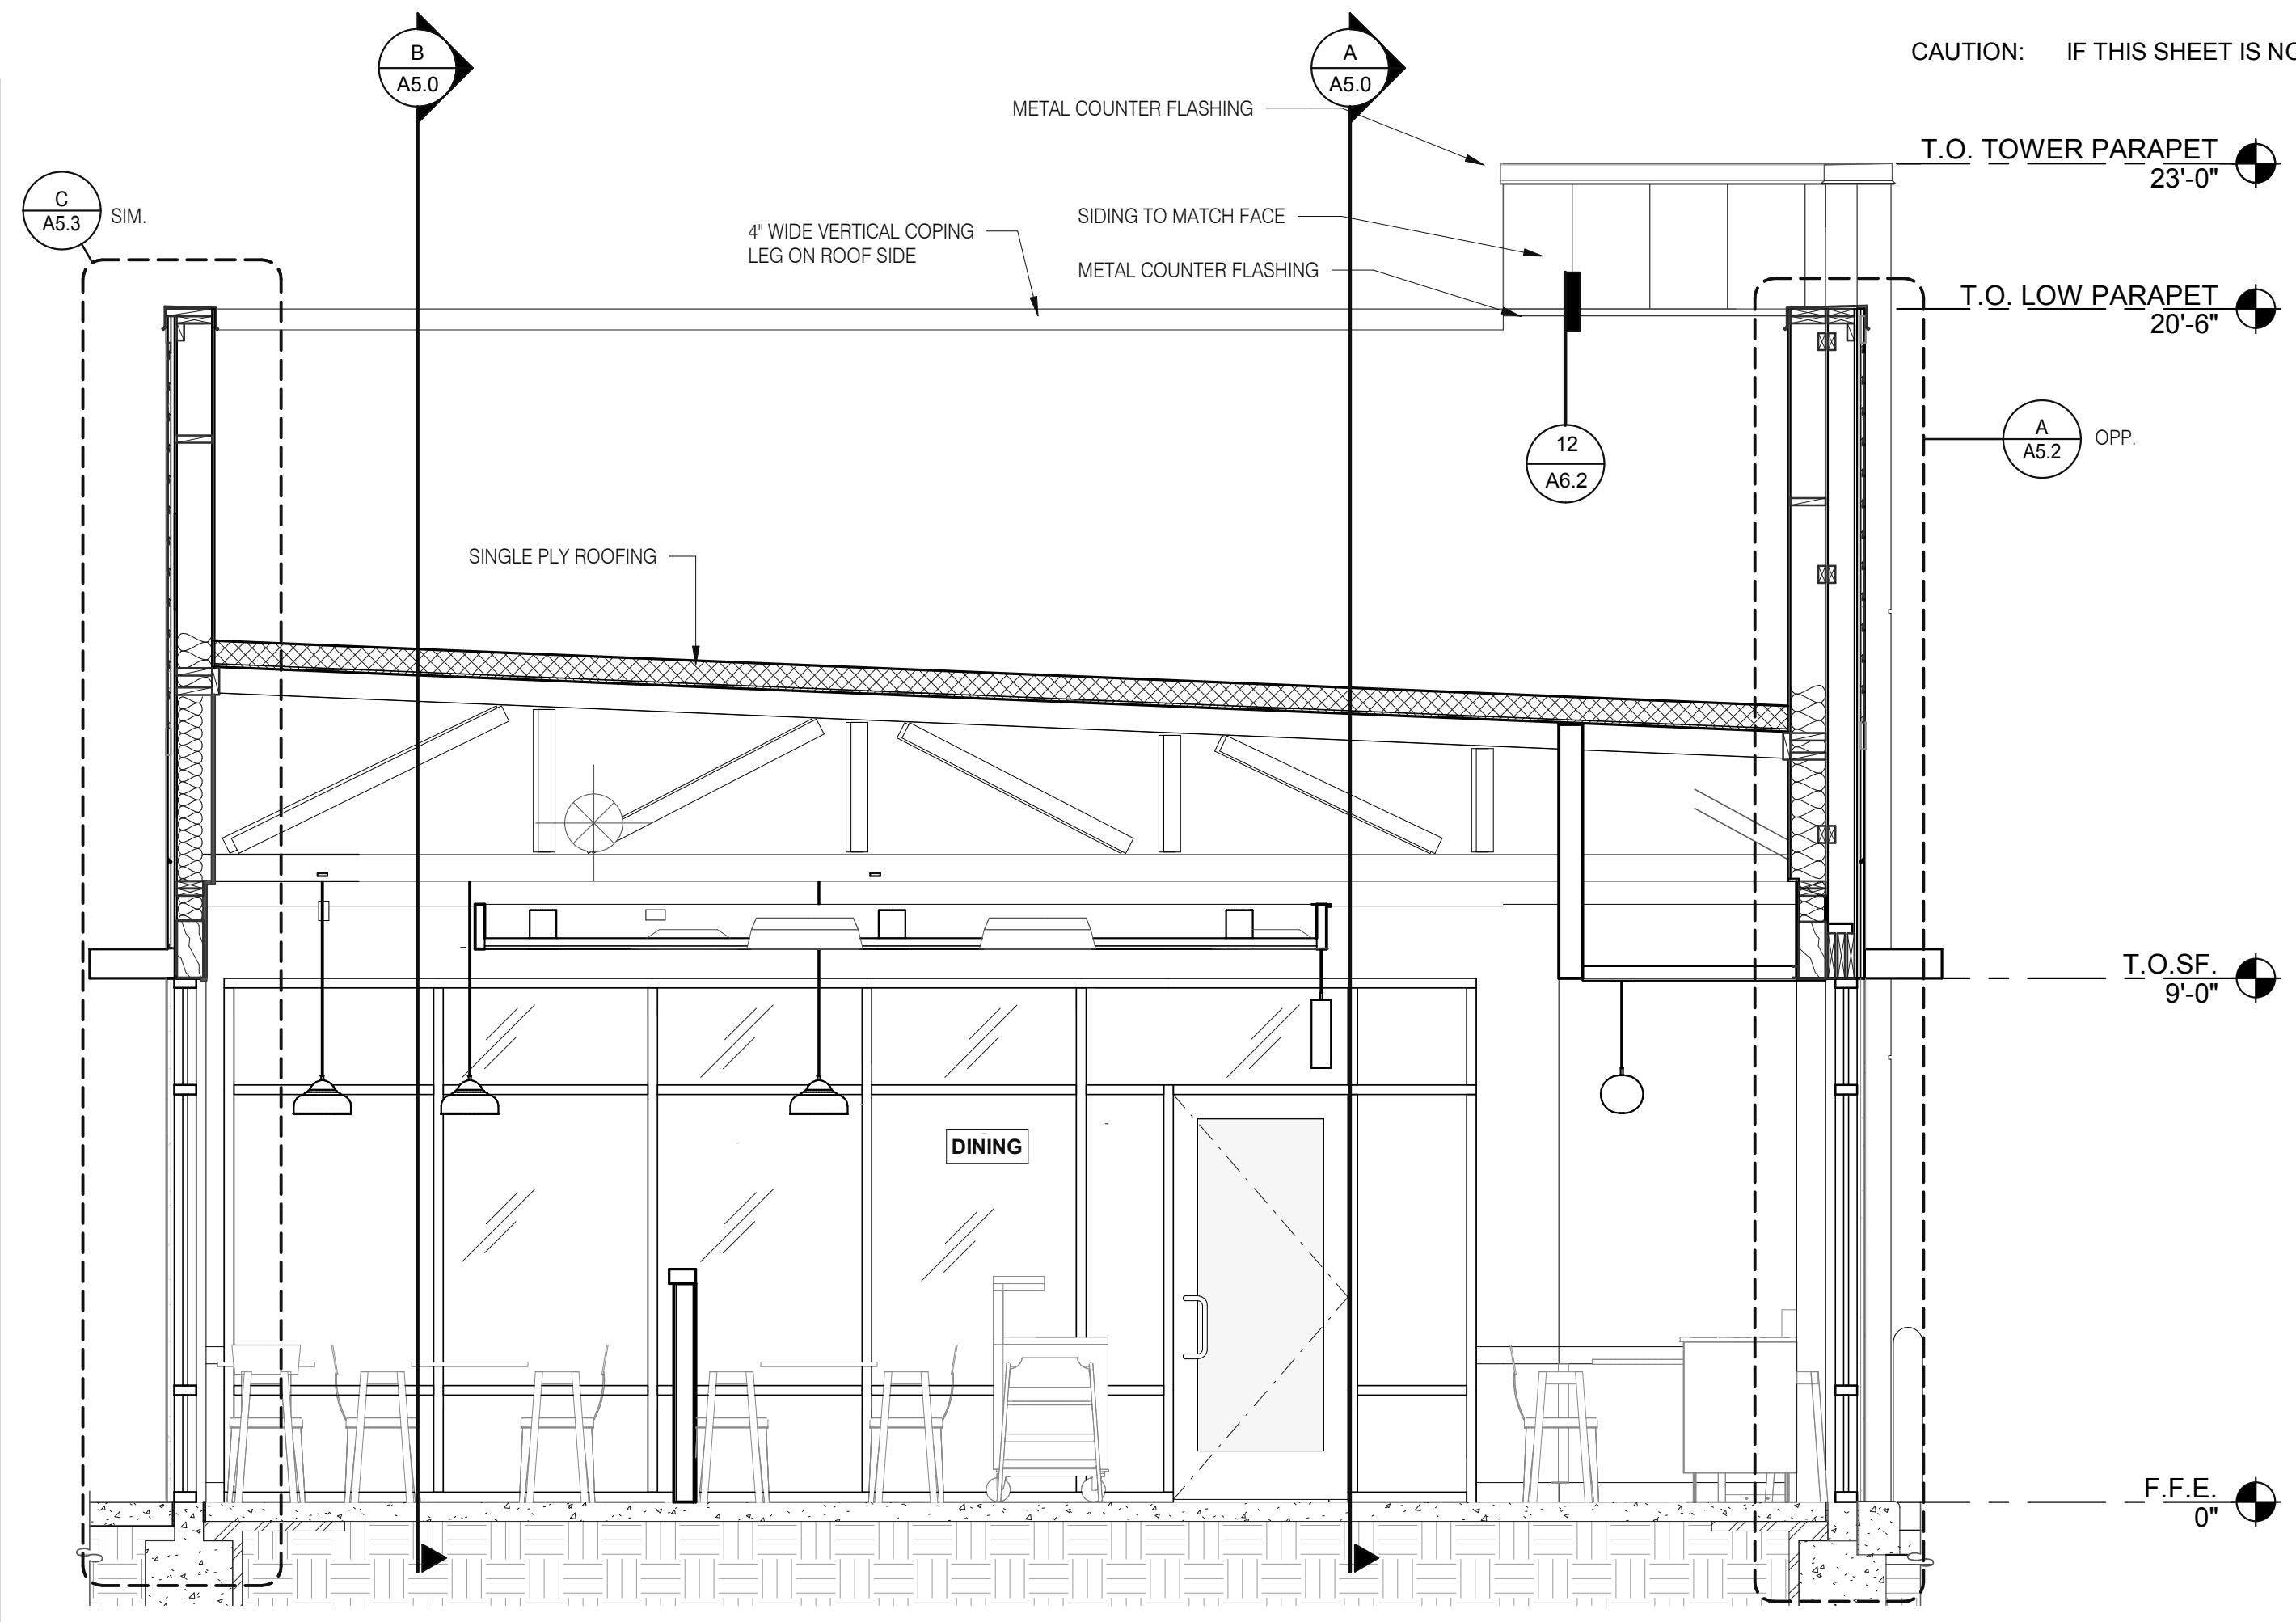 B
A5.0
A
A5.0
CAUTION: IF THIS SHEET IS NO
METAL COUNTER FLASHING
T.O. TOWER PARAPET
23'-0"
C
A5.3
SIM.
4" WIDE VERTICAL COPING
LEG ON ROOF SIDE
SIDING TO MATCH FACE
METAL COUNTER FLASHING
T.O. LOW PARAPET
20'-6"
12
A6.2
A
A5.2
OPP.
SINGLE PLY ROOFING
T.O.SF.
9'-0"
DINING
F.F.E.
0"